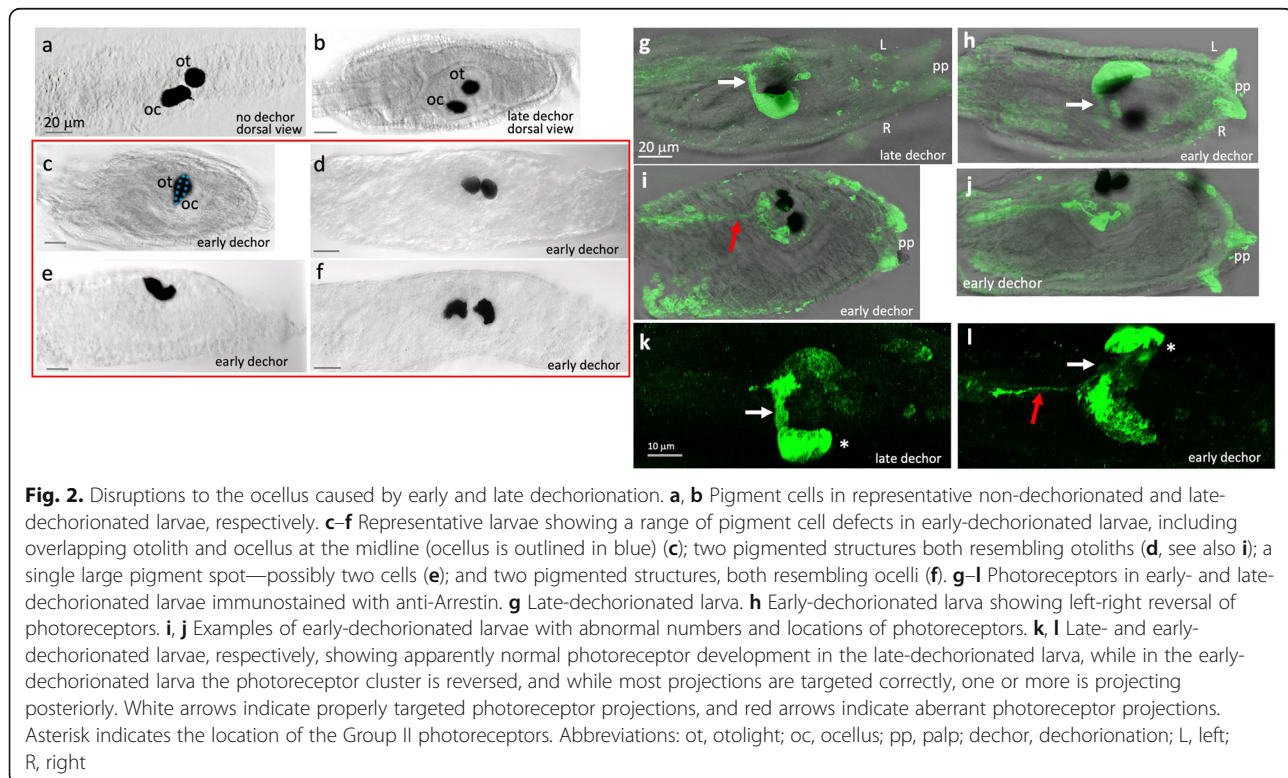 a
ot
oc
20 µm
no dechor
dorsal view
b
ot
oc
late dechor
dorsal view
c
ot
oc
early dechor
d
early dechor
e
early dechor
f
early dechor
g
L
pp
R
20 µm
late dechor
h
L
pp
R
early dechor
i
pp
early dechor
j
pp
early dechor
k
*
10 µm
late dechor
l
*
early dechor
Fig. 2. Disruptions to the ocellus caused by early and late dechorionation. a, b Pigment cells in representative non-dechorionated and late-
dechorionated larvae, respectively. c–f Representative larvae showing a range of pigment cell defects in early-dechorionated larvae, including
overlapping otolith and ocellus at the midline (ocellus is outlined in blue) (c); two pigmented structures both resembling otoliths (d, see also i); a
single large pigment spot—possibly two cells (e); and two pigmented structures, both resembling ocelli (f). g–l Photoreceptors in early- and late-
dechorionated larvae immunostained with anti-Arrestin. g Late-dechorionated larva. h Early-dechorionated larva showing left-right reversal of
photoreceptors. i, j Examples of early-dechorionated larvae with abnormal numbers and locations of photoreceptors. k, l Late- and early-
dechorionated larvae, respectively, showing apparently normal photoreceptor development in the late-dechorionated larva, while in the early-
dechorionated larva the photoreceptor cluster is reversed, and while most projections are targeted correctly, one or more is projecting
posteriorly. White arrows indicate properly targeted photoreceptor projections, and red arrows indicate aberrant photoreceptor projections.
Asterisk indicates the location of the Group II photoreceptors. Abbreviations: ot, otolight; oc, ocellus; pp, palp; dechor, dechorionation; L, left;
R, right